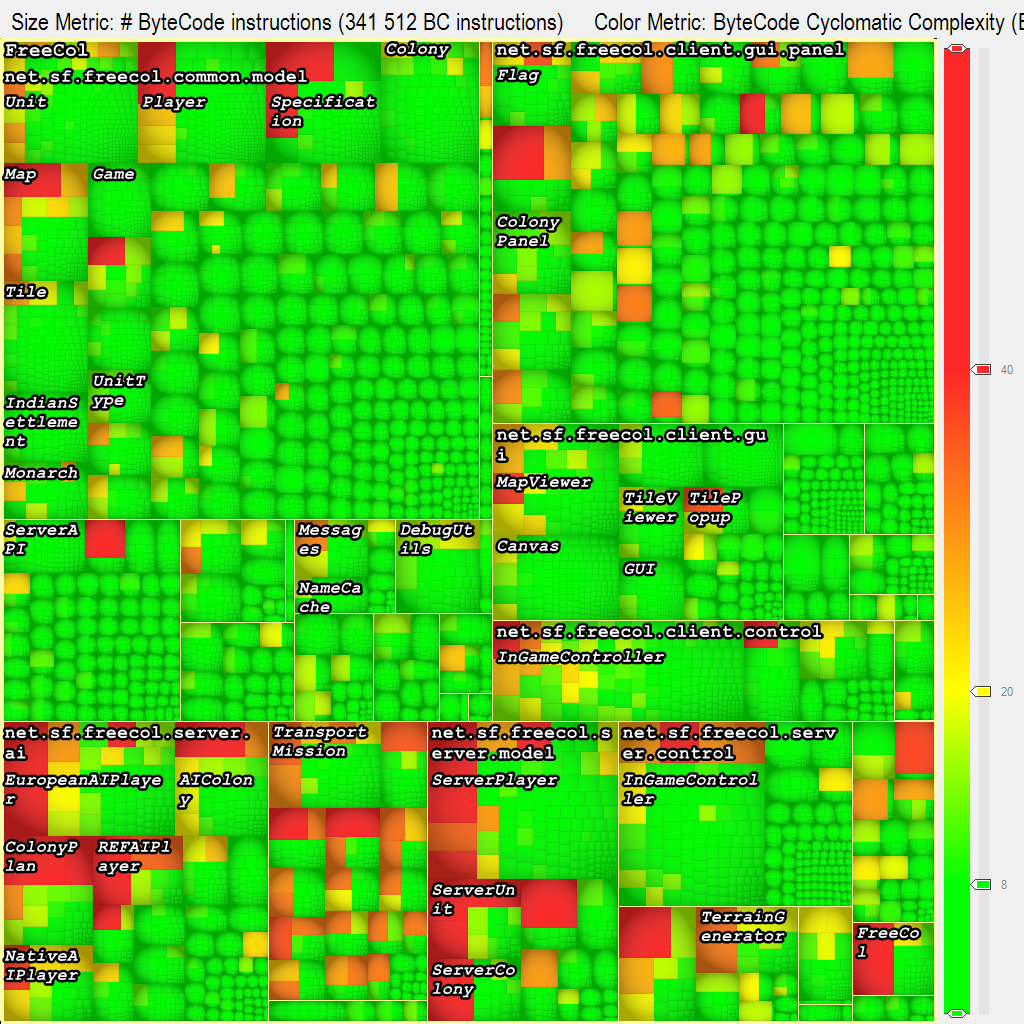 Size Metric: # ByteCode instructions (341 512 BC instructions)
Color Metric: ByteCode Cyclomatic Complexity (
FreeCol
net.sf.freecol.common.model
Unit
Player
Specificat
ion
Colony
Map
Game
Tile
UnitT
ype
IndianS
ettleme
nt
Monarch
net.sf.freecol.client.gui.panel
Flag
Colony
Panel
net.sf.freecol.client.gu
i
MapViewer
TileV
iewer
TileP
opup
Canvas
GUI
ServerA
PI
Messag
es
DebugUt
ils
NameCa
che
net.sf.freecol.client.control
InGameController
net.sf.freecol.server.
ai
EuropeanAIPlaye
r
AIColon
y
ColonyP
lan
REFAIPl
ayer
NativeA
IPlayer
Transport
Mission
net.sf.freecol.s
erver.model
ServerPlayer
ServerUn
it
ServerCo
lony
net.sf.freecol.serv
er.control
InGameControl
ler
TerrainG
enerator
FreeCo
l
40
20
8